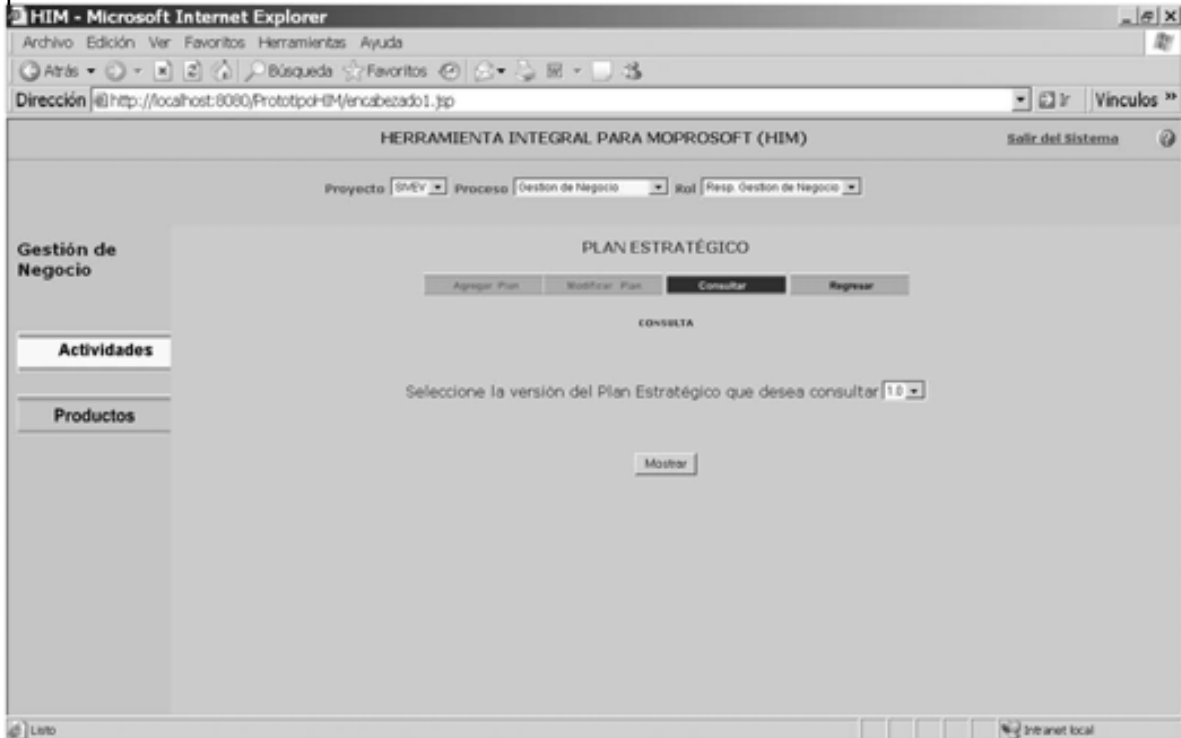 HIM - Microsoft Internet Explorer
Archivo Edición Ver Favoritos Herramientas Ayuda
Atrás Búsqueda Favoritos
Dirección http://localhost:8080/PrototipoHIM/encabezado1.jsp Ir Vínculos »
HERRAMIENTA INTEGRAL PARA MOPROSOFT (HIM) Salir del Sistema
Proyecto Proceso Gestion de Negocio Rol Resp. Gestion de Negocio
Gestión de
Negocio
PLAN ESTRATÉGICO
Agregar Plan Modificar Plan Consultar Regresar
CONSULTA
Actividades
Seleccione la versión del Plan Estratégico que desea consultar 1.0
Productos
Mostrar
Listo Intranet local